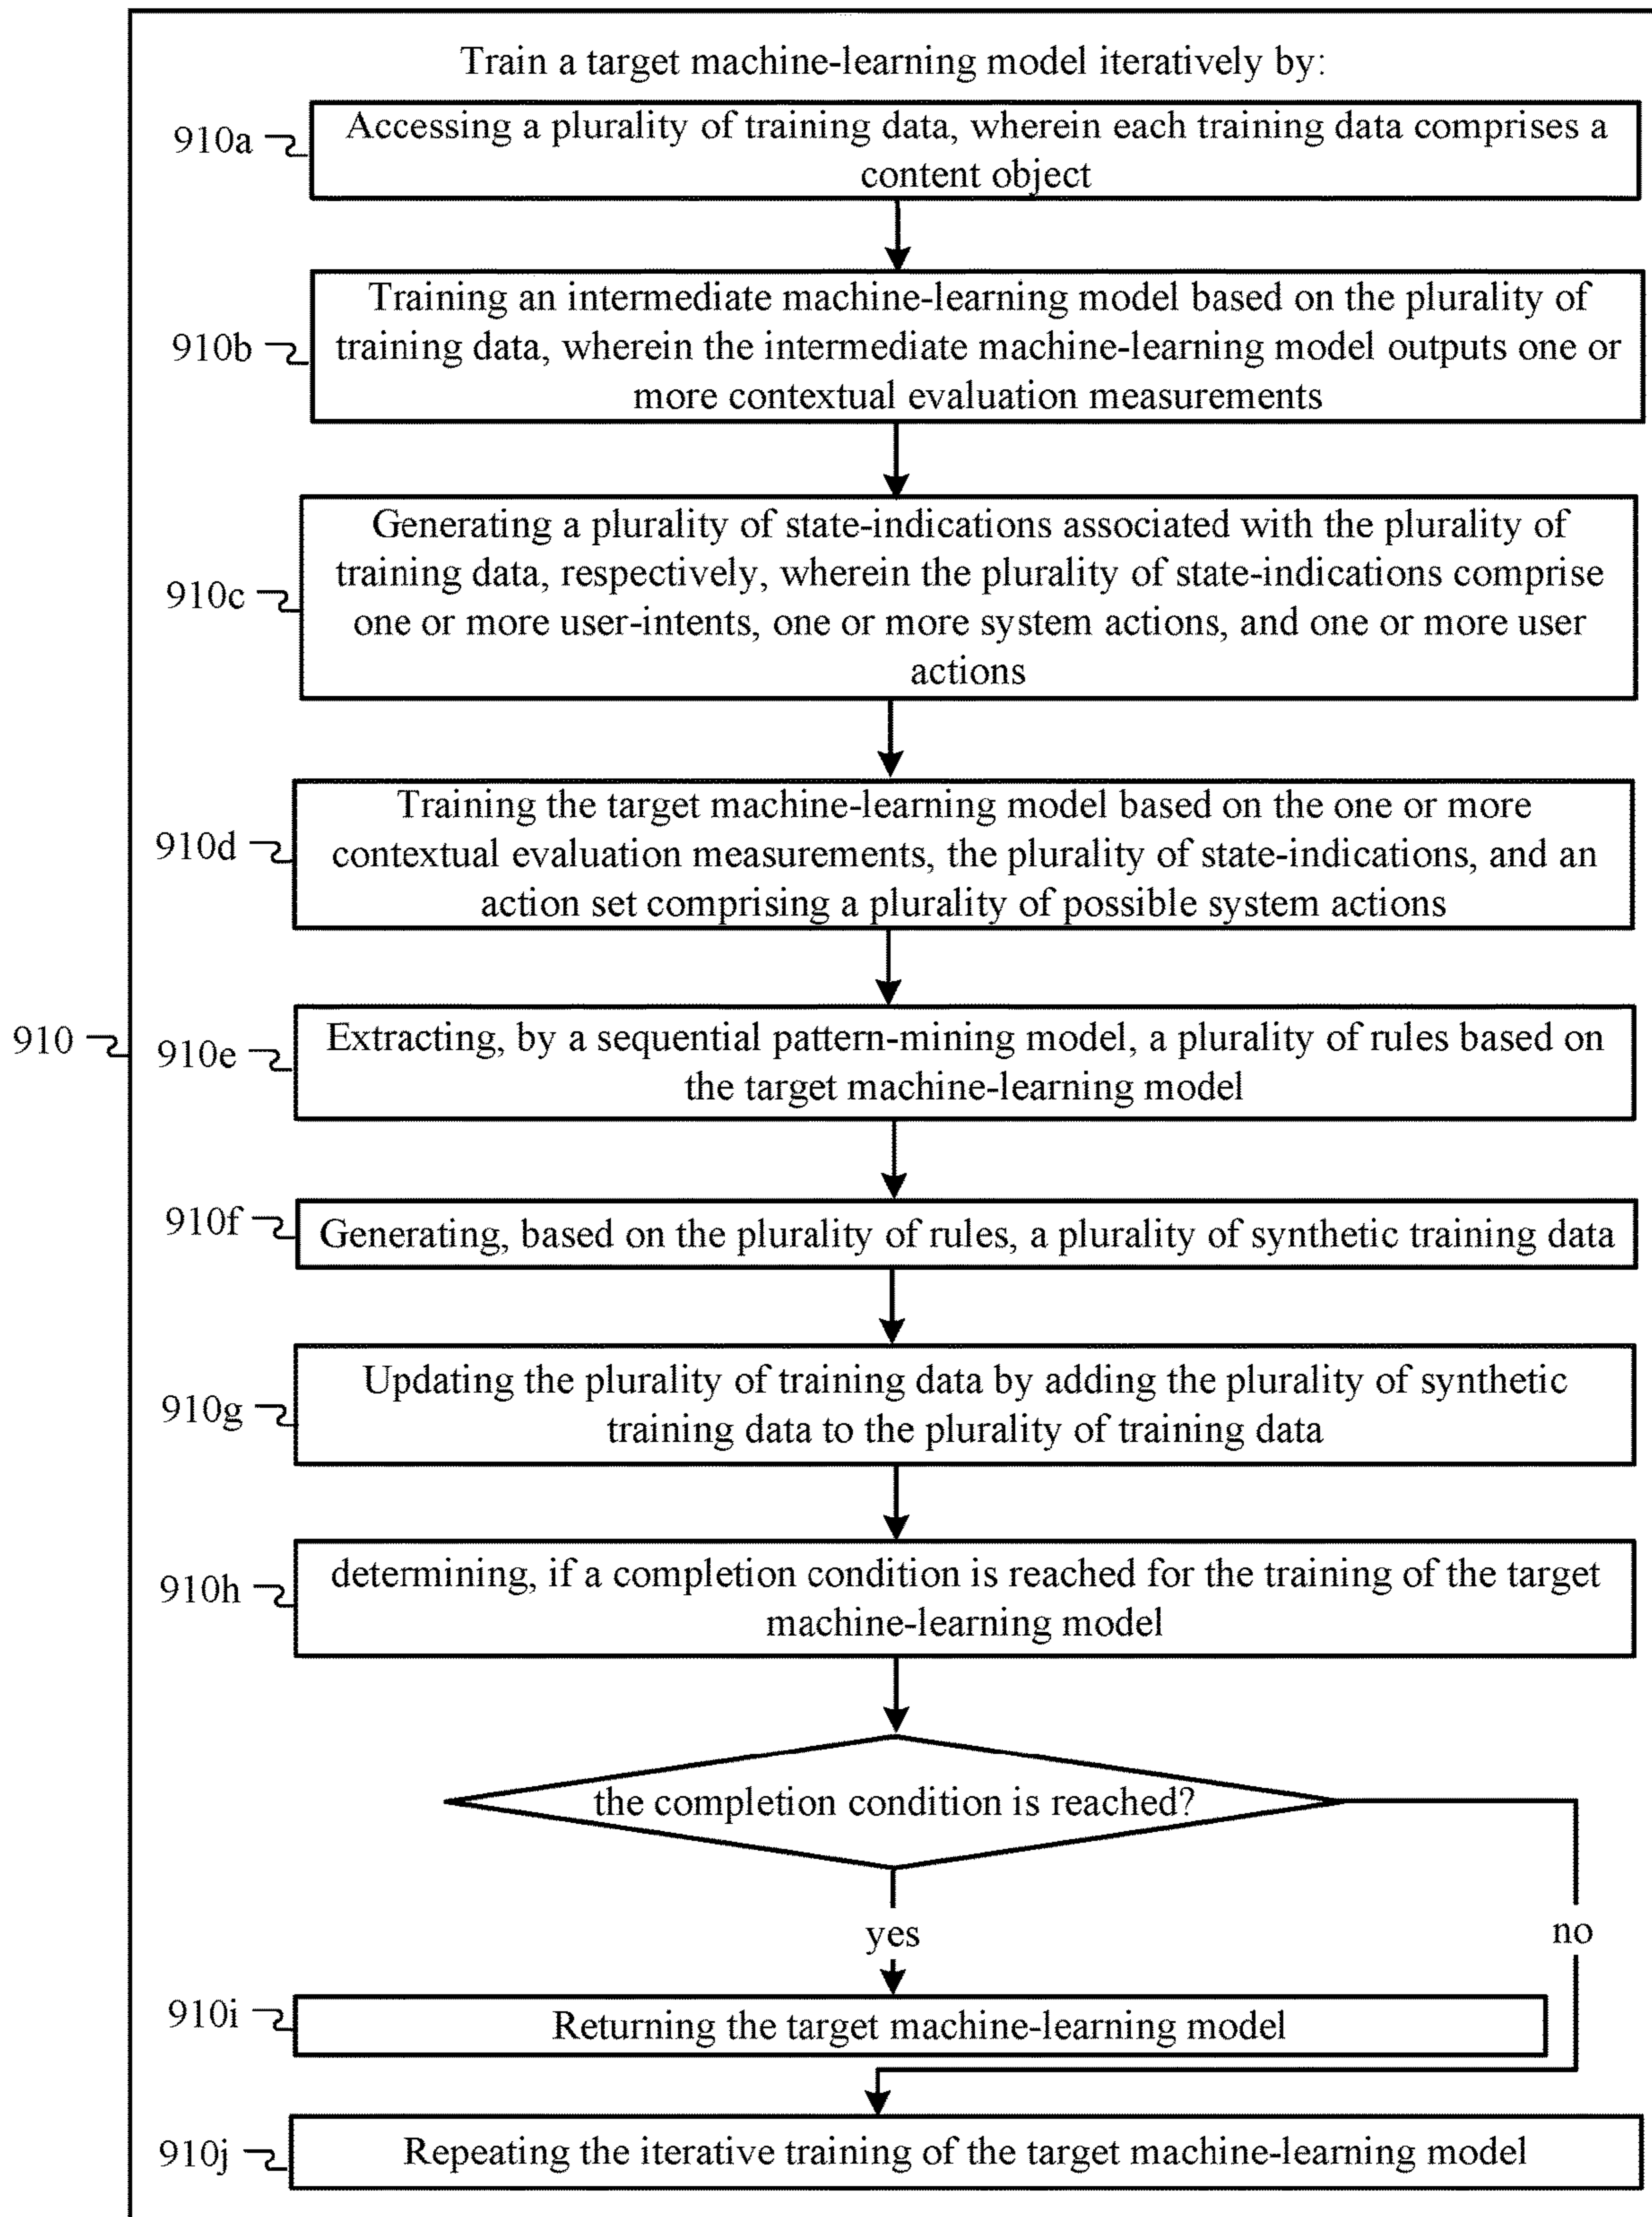 Train a target machine-learning model iteratively by:
910a
Accessing a plurality of training data, wherein each training data comprises a
content object
910b
Training an intermediate machine-learning model based on the plurality of
training data, wherein the intermediate machine-learning model outputs one or
more contextual evaluation measurements
910c
Generating a plurality of state-indications associated with the plurality of
training data, respectively, wherein the plurality of state-indications comprise
one or more user-intents, one or more system actions, and one or more user
actions
910d
Training the target machine-learning model based on the one or more
contextual evaluation measurements, the plurality of state-indications, and an
action set comprising a plurality of possible system actions
910
910e
Extracting, by a sequential pattern-mining model, a plurality of rules based on
the target machine-learning model
910f
Generating, based on the plurality of rules, a plurality of synthetic training data
910g
Updating the plurality of training data by adding the plurality of synthetic
training data to the plurality of training data
910h
determining, if a completion condition is reached for the training of the target
machine-learning model
the completion condition is reached?
yes
no
910i
Returning the target machine-learning model
910j
Repeating the iterative training of the target machine-learning model